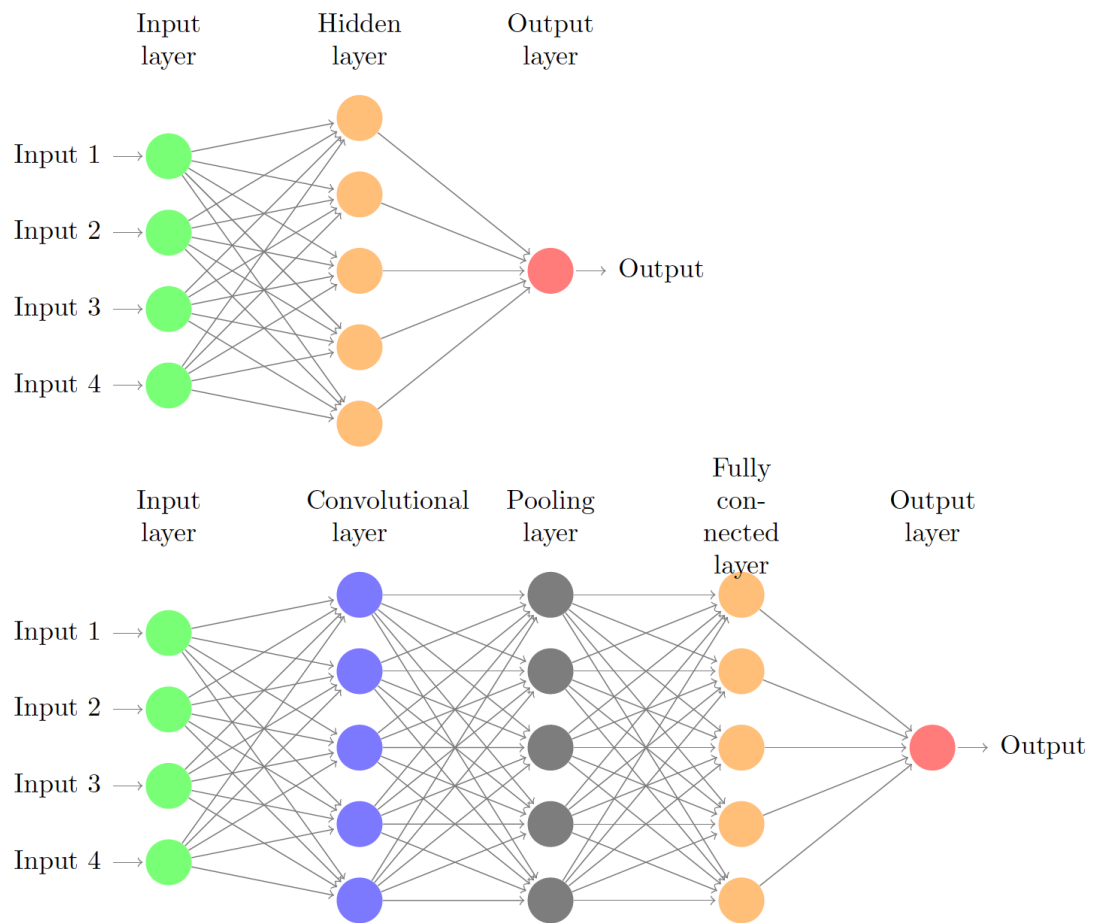 Input
layer
Hidden
layer
Output
layer
Input 1
Input 2
Input 3
Input 4
Output
Input
layer
Convolutional
layer
Pooling
layer
Fully
con-
nected
layer
Output
layer
Input 1
Input 2
Input 3
Input 4
Output